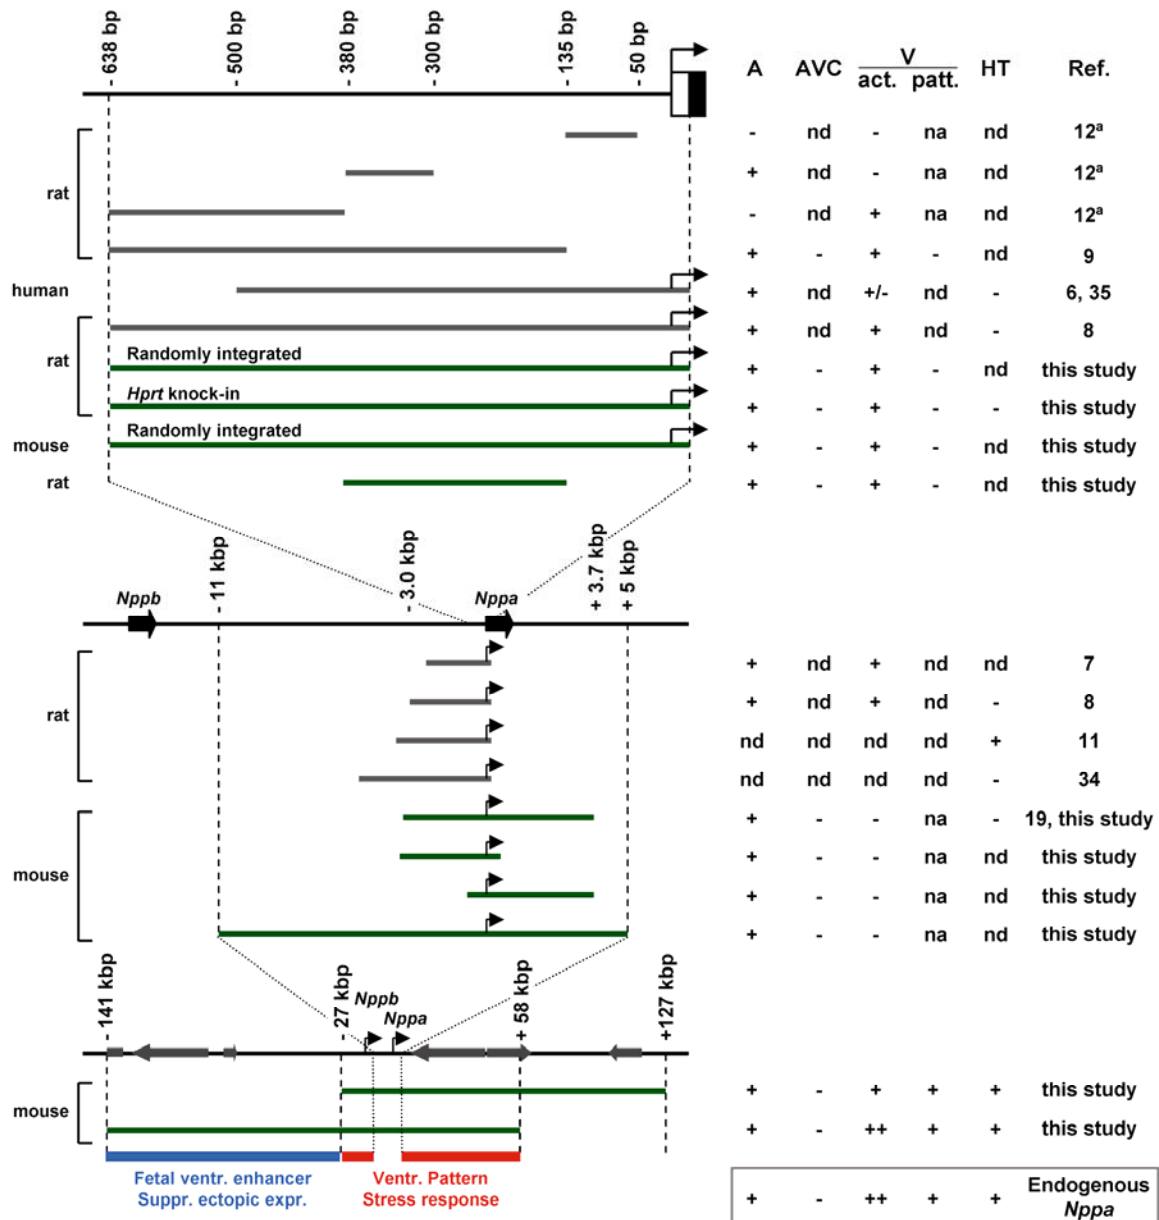 - 638 bp
- 500 bp
- 380 bp
- 300 bp
- 135 bp
- 50 bp
A AVC V HT Ref.
act. patt.
- nd - na nd 12a
+ nd - na nd 12a
rat
- nd + na nd 12a
+ - + - nd 9
human + nd +/- nd - 6, 35
+ nd + nd - 8
rat
Randomly integrated + - + - nd this study
Hprt knock-in + - + - - this study
mouse Randomly integrated + - + - nd this study
rat + - + - nd this study
- 11 kbp
- 3.0 kbp
+ 3.7 kbp
+ 5 kbp
Nppb Nppa
+ nd + nd nd 7
+ nd + nd - 8
rat
nd nd nd nd + 11
nd nd nd nd - 34
+ - - na - 19, this study
+ - - na nd this study
mouse
+ - - na nd this study
+ - - na nd this study
- 141 kbp
- 27 kbp
Nppb
Nppa
+ 58 kbp
+127 kbp
+ - + + + this study
mouse
+ - ++ + + this study
Fetal ventr. enhancer
Suppr. ectopic expr.
Ventr. Pattern
Stress response
+ - ++ + + Endogenous
Nppa